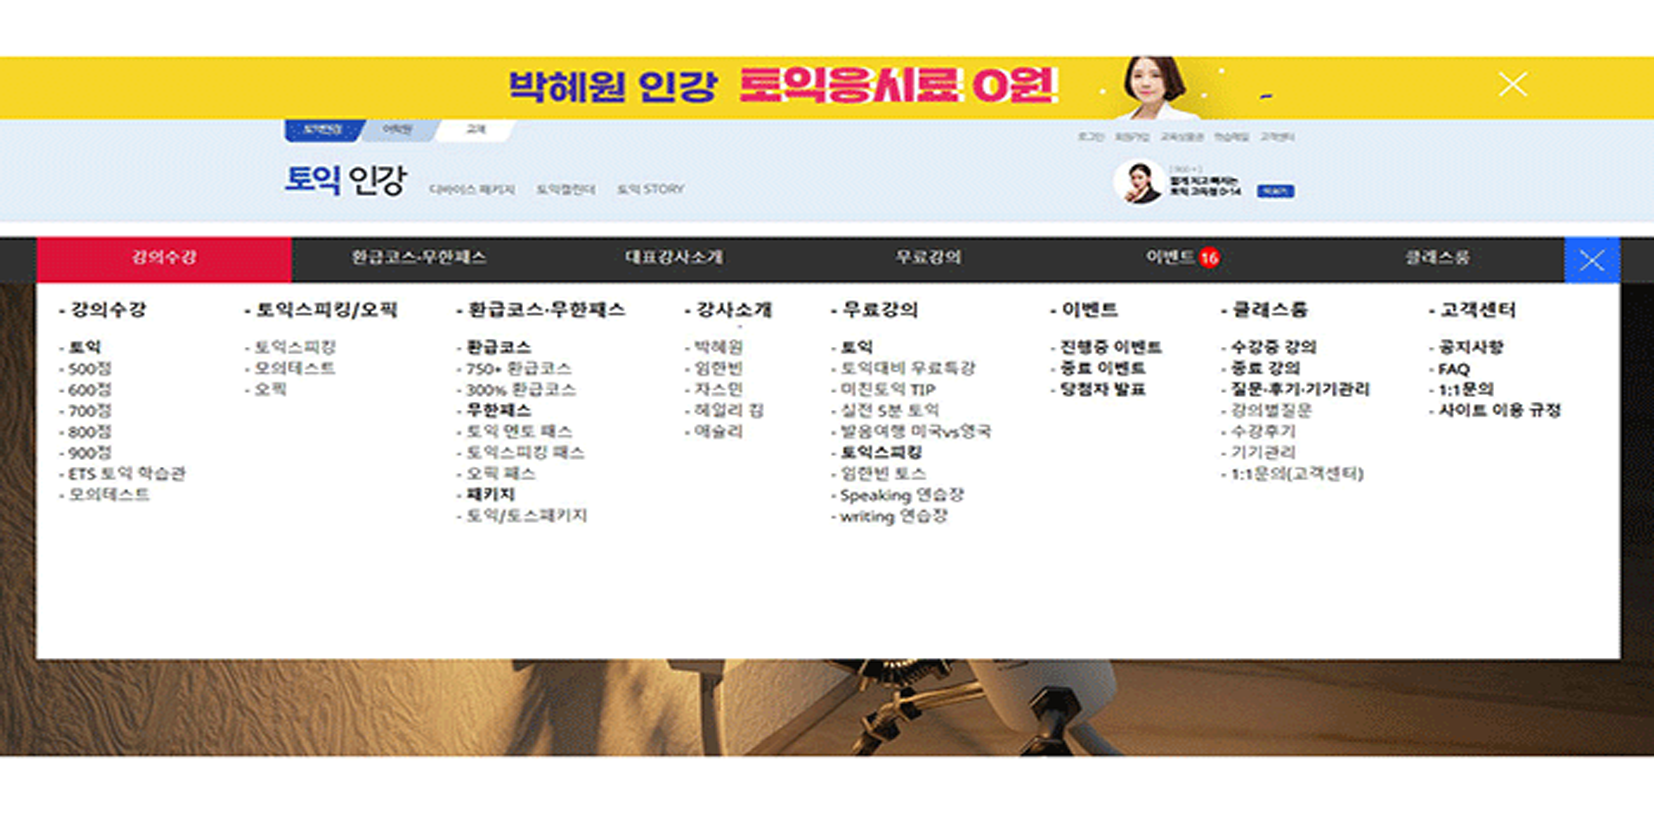 박혜원 인강 토익응시료 0원
토익인강 어학원 교재
로그인 회원가입 고객센터
토익 인강 디바이스 패키지 토익캘린더 토익 STORY
강의수강 환급코스·무한패스 대표강사소개 무료강의 이벤트 16 클래스룸
- 강의수강
- 토익
- 500점
- 600점
- 700점
- 800점
- 900점
- ETS 토익 학습관
- 모의테스트
- 토익스피킹/오픽
- 토익스피킹
- 모의테스트
- 오픽
- 환급코스·무한패스
- 환급코스
- 750+ 환급코스
- 300% 환급코스
- 무한패스
- 토익 멘토 패스
- 토익스피킹 패스
- 오픽 패스
- 패키지
- 토익/토스패키지
- 강사소개
- 박혜원
- 임한빈
- 자스민
- 헤일리 킴
- 애슐리
- 무료강의
- 토익
- 토익대비 무료특강
- 미친토익 TIP
- 실전 5분 토익
- 발음여행 미국vs영국
- 토익스피킹
- 임한빈 토스
- Speaking 연습장
- writing 연습장
- 이벤트
- 진행중 이벤트
- 종료 이벤트
- 당첨자 발표
- 클래스룸
- 수강중 강의
- 종료 강의
- 질문·후기·기기관리
- 강의별질문
- 수강후기
- 기기관리
- 1:1문의(고객센터)
- 고객센터
- 공지사항
- FAQ
- 1:1문의
- 사이트 이용 규정